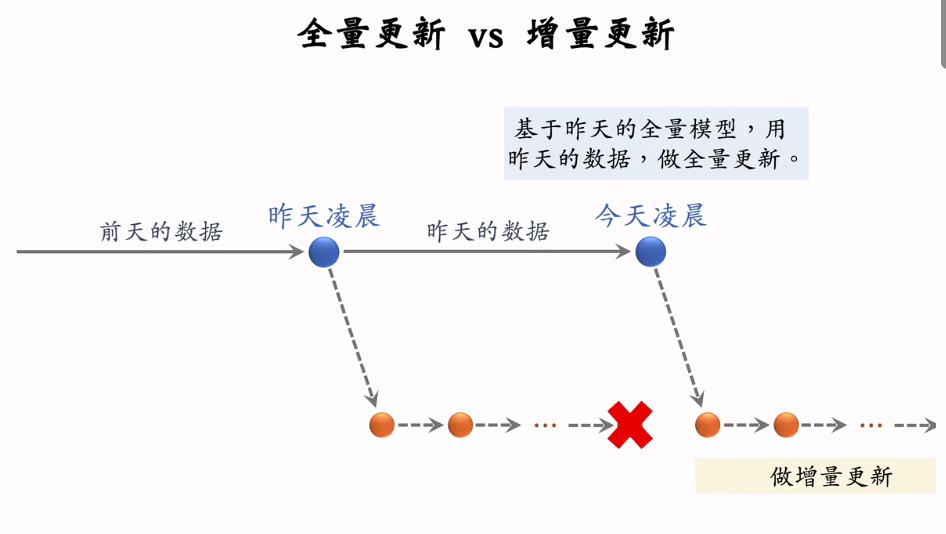 全量更新 vs 增量更新
基于昨天的全量模型，用
昨天的数据，做全量更新。
前天的数据
昨天凌晨
昨天的数据
今天凌晨
...
...
做增量更新